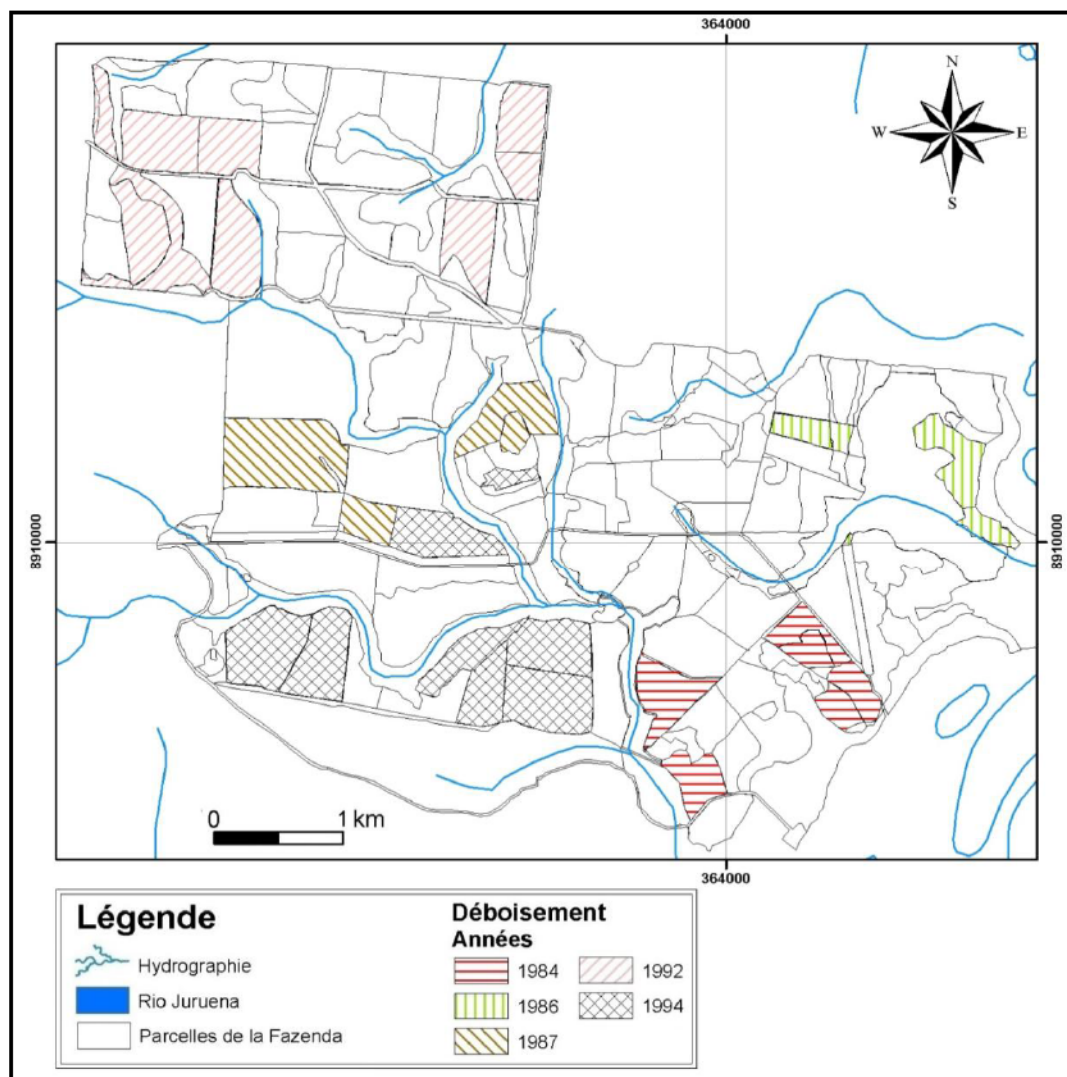 364000
N
W
E
S
8910000
8910000
0
1 km
364000
Légende
Hydrographie
Rio Juruena
Parcelles de la Fazenda
Déboisement
Années
1984
1986
1987
1992
1994